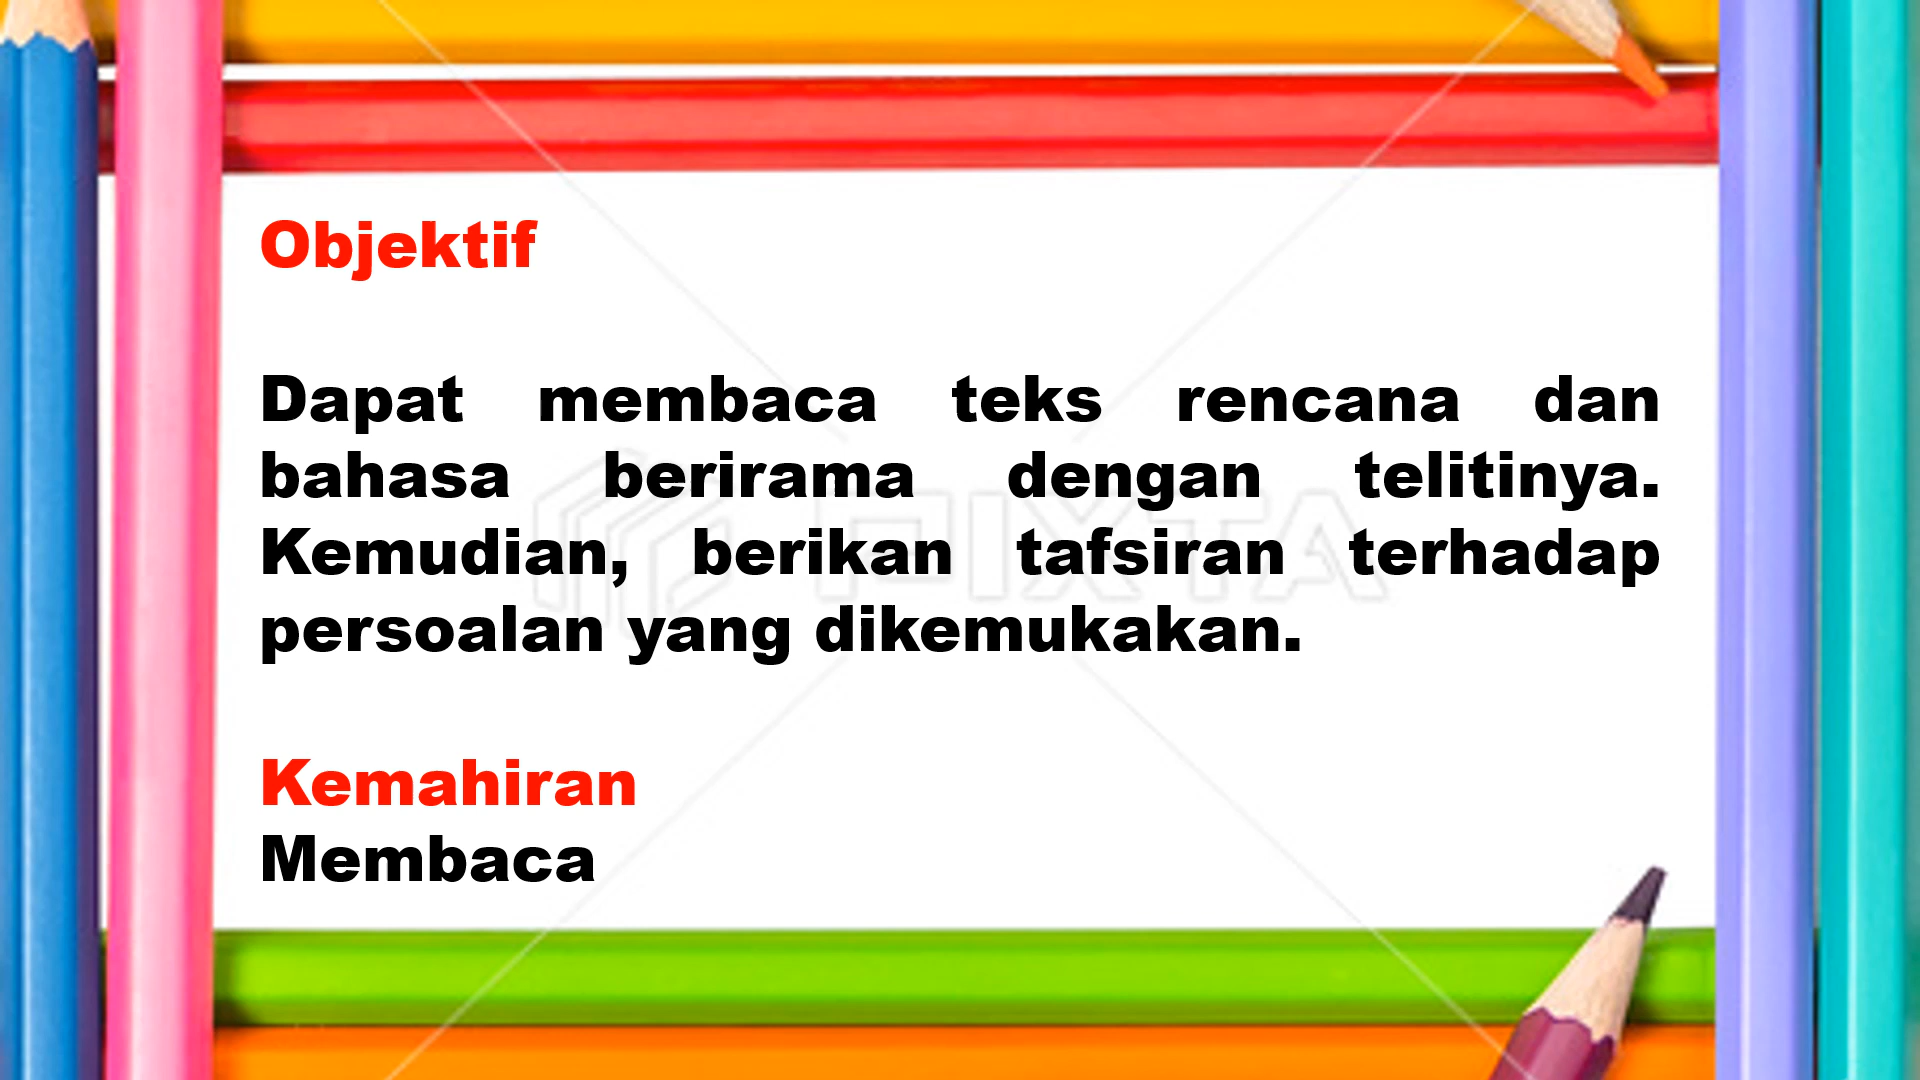 Objektif
Dapat membaca teks rencana dan
bahasa berirama dengan telitinya.
Kemudian, berikan tafsiran terhadap
persoalan yang dikemukakan.
Kemahiran
Membaca
PIXTA